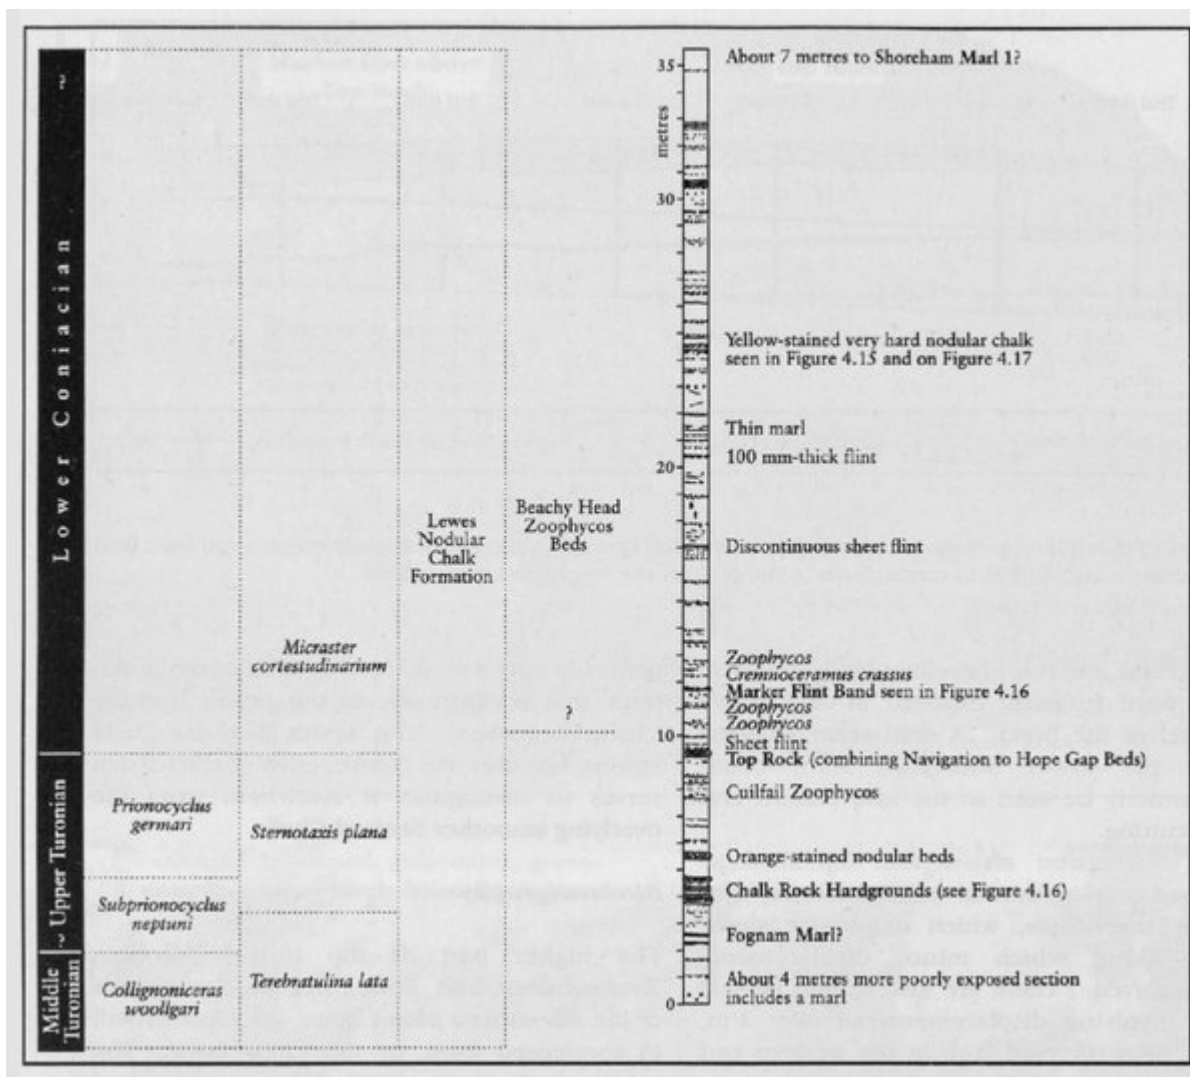 Lower Coniacian
?
Upper Turonian
?
Middle
Turonian
Prionocyclus
germari
Subprionocyclus
neptuni
Collignoniceras
woollgari
Micraster
cortestudinarium
Sternotaxis plana
Terebratulina lata
Lewes
Nodular
Chalk
Formation
Beachy Head
Zoophycos
Beds
?
metres
35
30
20
10
0
About 7 metres to Shoreham Marl 1?
Yellow-stained very hard nodular chalk
seen in Figure 4.15 and on Figure 4.17
Thin marl
100 mm-thick flint
Discontinuous sheet flint
Zoophycos
Cremnoceramus crassus
Marker Flint Band seen in Figure 4.16
Zoophycos
Zoophycos
Sheet flint
Top Rock (combining Navigation to Hope Gap Beds)
Cuilfail Zoophycos
Orange-stained nodular beds
Chalk Rock Hardgrounds (see Figure 4.16)
Fognam Marl?
About 4 metres more poorly exposed section
includes a marl